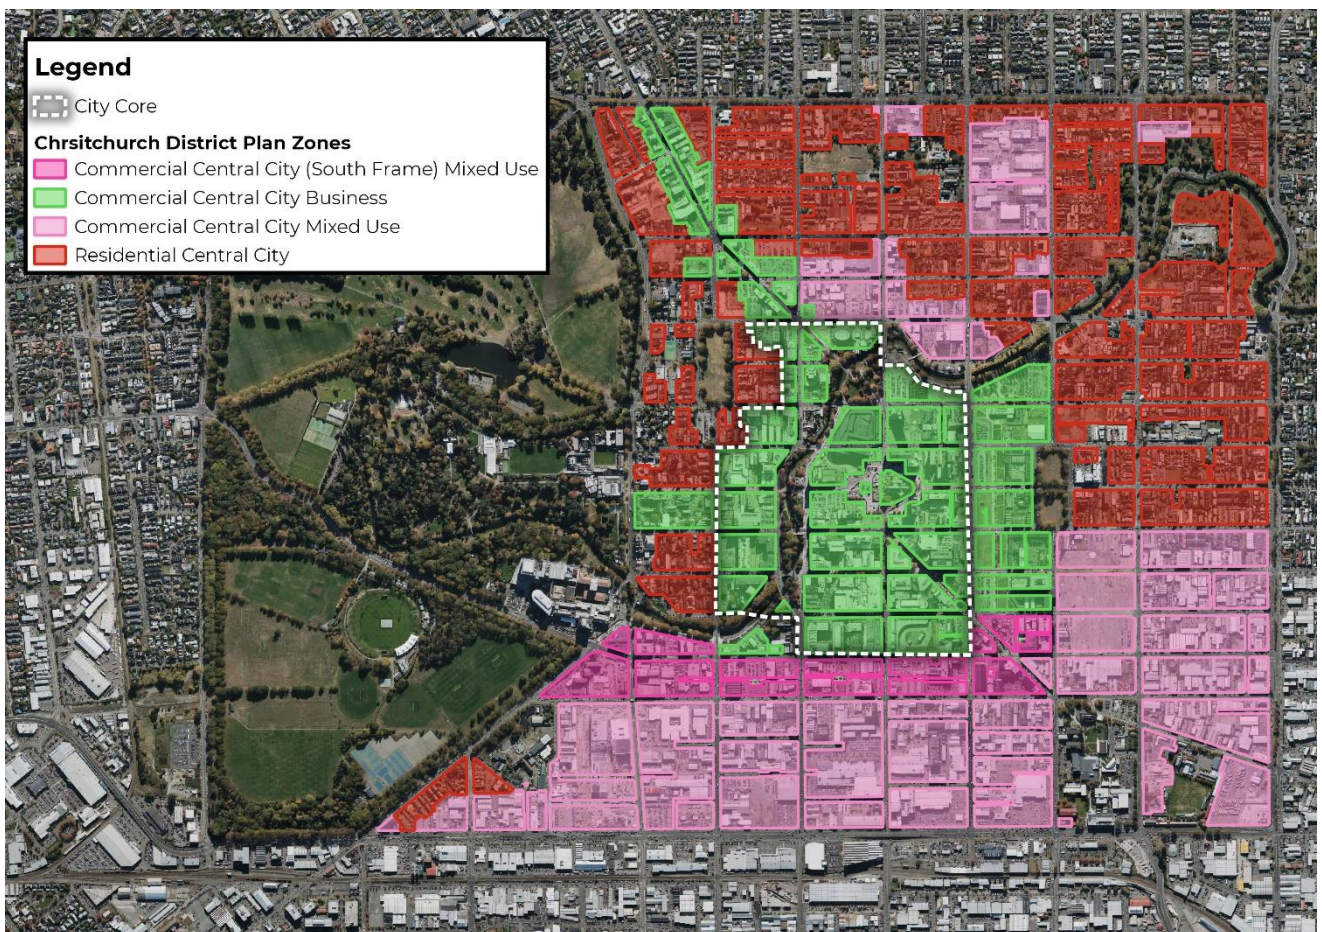 Legend
City Core
Chrsitchurch District Plan Zones
Commercial Central City (South Frame) Mixed Use
Commercial Central City Business
Commercial Central City Mixed Use
Residential Central City